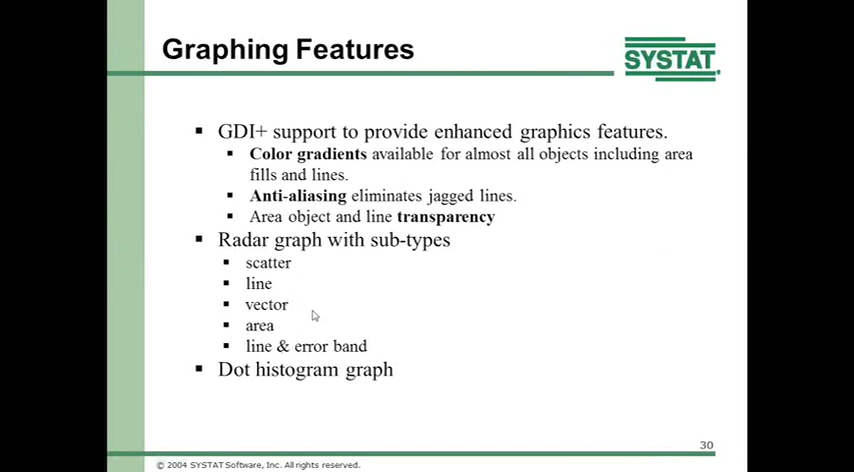 Graphing Features
SYSTAT
GDI+ support to provide enhanced graphics features.
Color gradients available for almost all objects including area
fills and lines.
Anti-aliasing eliminates jagged lines.
Area object and line transparency
Radar graph with sub-types
scatter
line
vector
area
line & error band
Dot histogram graph
30
© 2004 SYSTAT Software, Inc. All rights reserved.